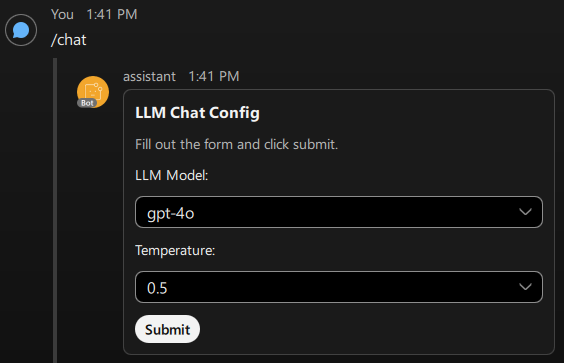 You 1:41 PM
/chat
assistant 1:41 PM
Bot
LLM Chat Config
Fill out the form and click submit.
LLM Model:
gpt-4o
Temperature:
0.5
Submit